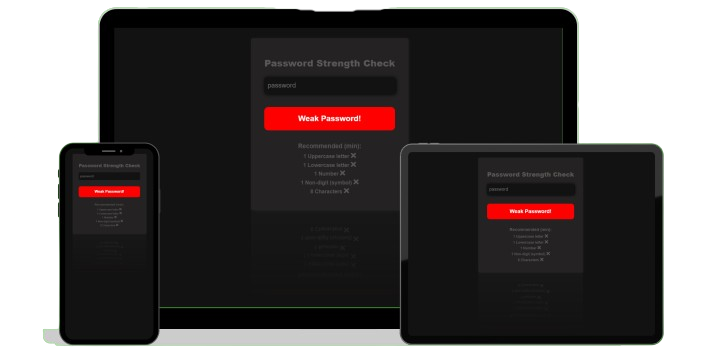 Password Strength Check
password
Weak Password!
Recommended (min):
1 Uppercase letter ✖
1 Lowercase letter ✖
1 Number ✖
1 Non-digit (symbol) ✖
8 Characters ✖
Password Strength Check
password
Weak Password!
Recommended (min):
1 Uppercase letter ✖
1 Lowercase letter ✖
1 Number ✖
1 Non-digit (symbol) ✖
8 Characters ✖
Password Strength Check
password
Weak Password!
Recommended (min):
1 Uppercase letter ✖
1 Lowercase letter ✖
1 Number ✖
1 Non-digit (symbol) ✖
8 Characters ✖